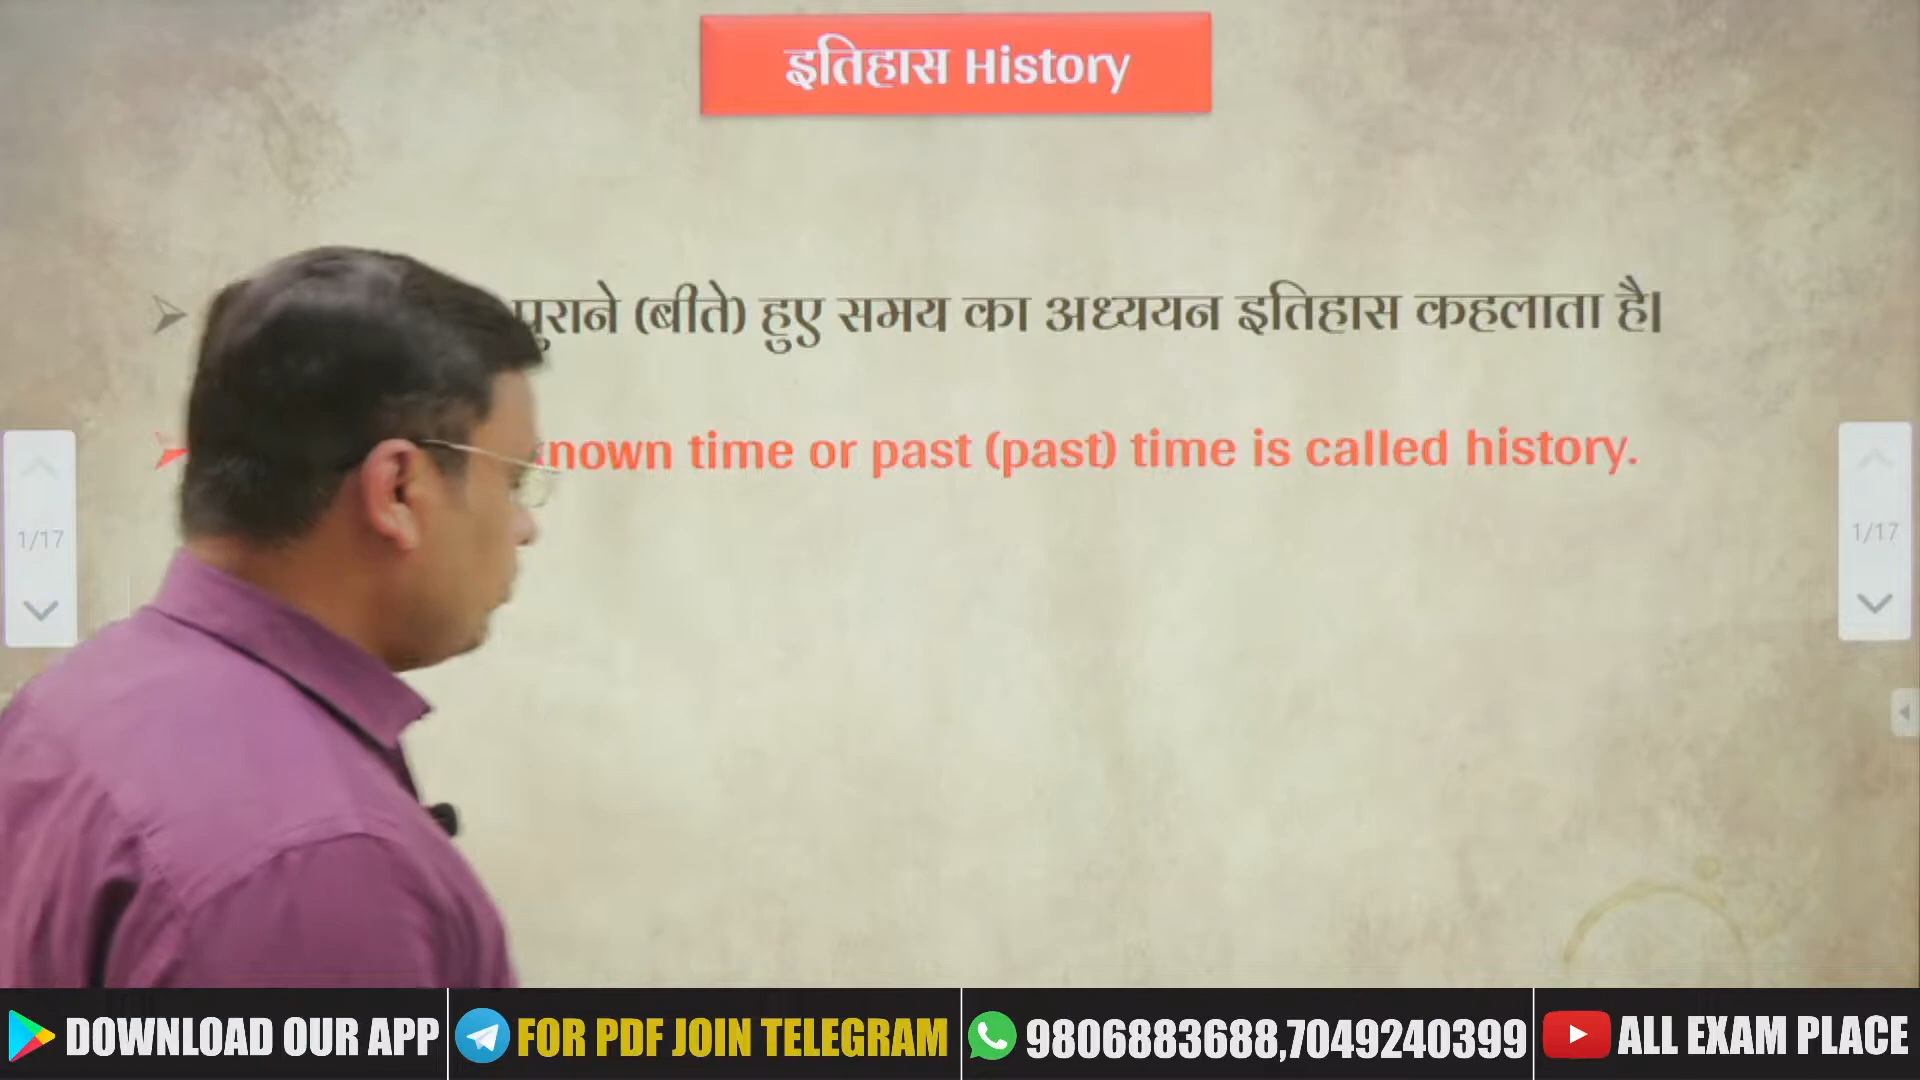 इतिहास History
पुराने (बीते) हुए समय का अध्ययन इतिहास कहलाता है।
time or past (past) time is called history.
1/17
1/17
DOWNLOAD OUR APP
FOR PDF JOIN TELEGRAM
9806883688,7049240399
ALL EXAM PLACE